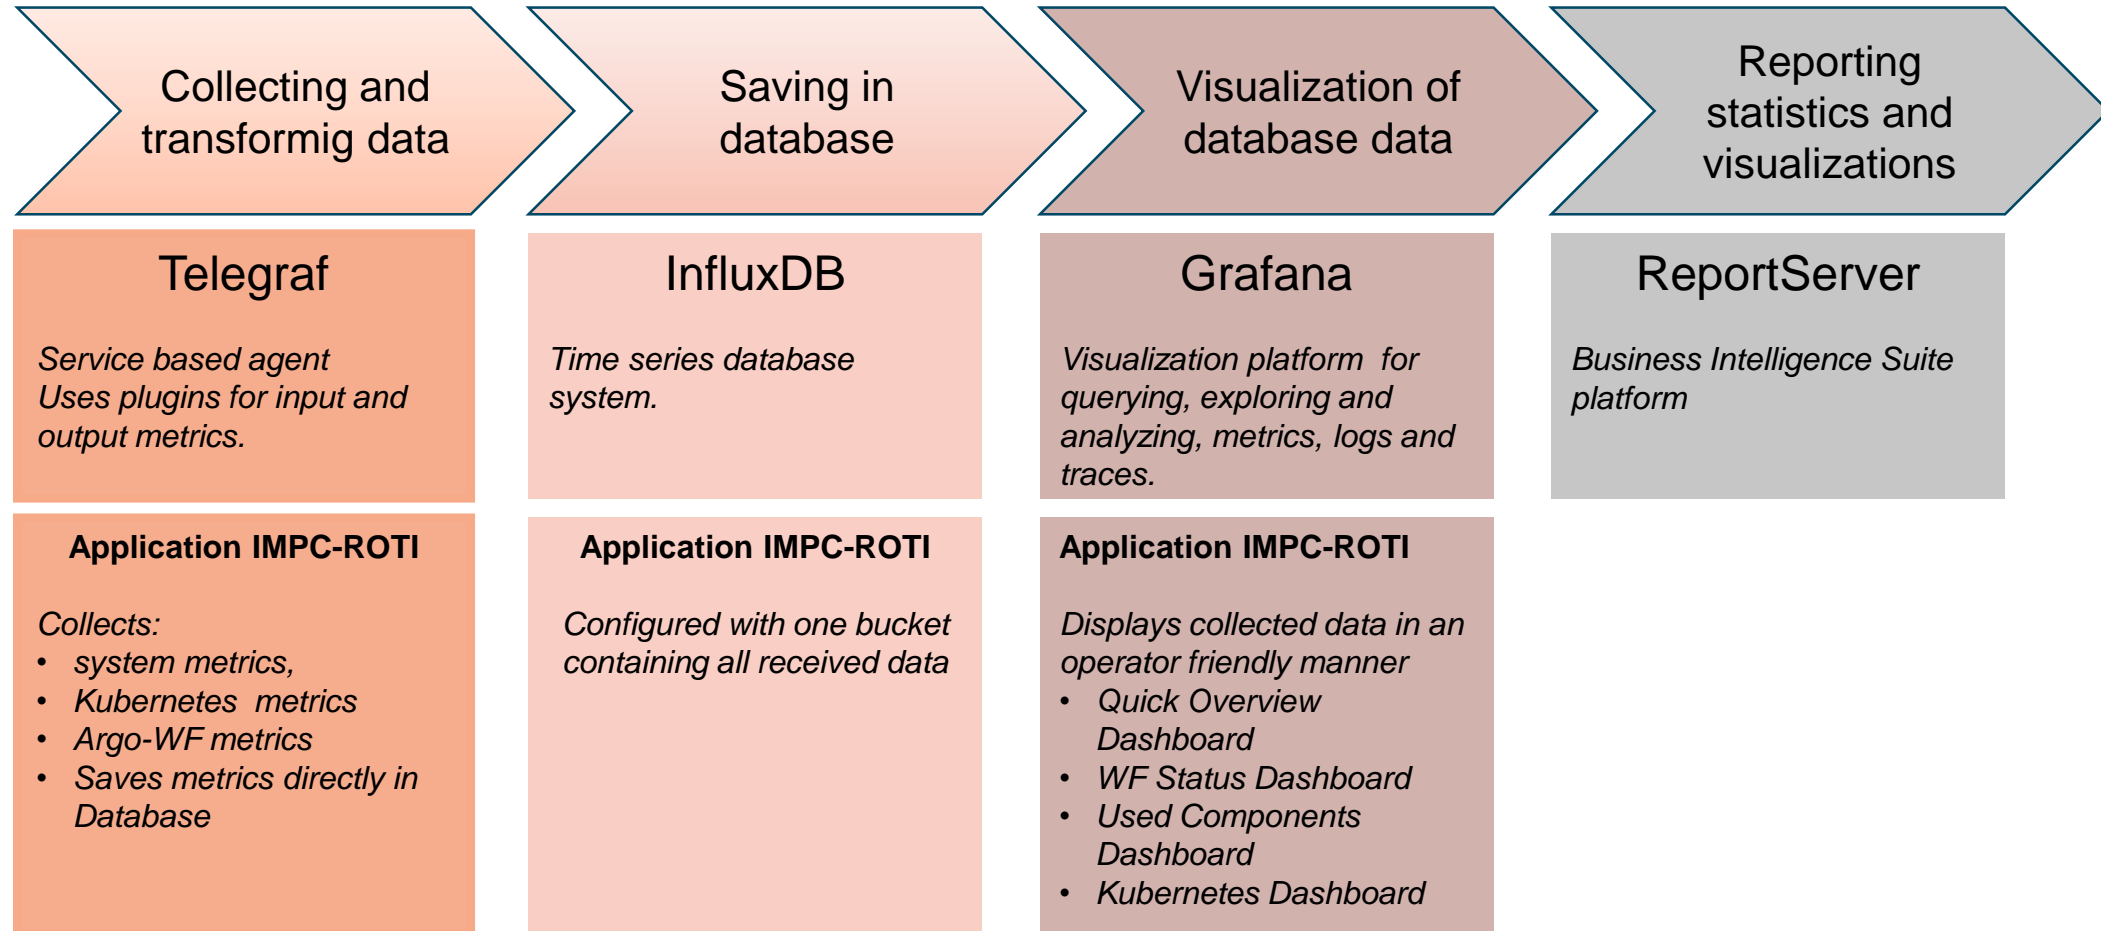 Collecting and
transformig data
Saving in
database
Visualization of
database data
Reporting
statistics and
visualizations
Telegraf
Service based agent
Uses plugins for input and
output metrics.
InfluxDB
Time series database
system.
Grafana
Visualization platform  for
querying, exploring and
analyzing, metrics, logs and
traces.
ReportServer
Business Intelligence Suite
platform
Application IMPC-ROTI
Collects:
• system metrics,
• Kubernetes  metrics
• Argo-WF metrics
• Saves metrics directly in
Database
Application IMPC-ROTI
Configured with one bucket
containing all received data
Application IMPC-ROTI
Displays collected data in an
operator friendly manner
• Quick Overview
Dashboard
• WF Status Dashboard
• Used Components
Dashboard
• Kubernetes Dashboard